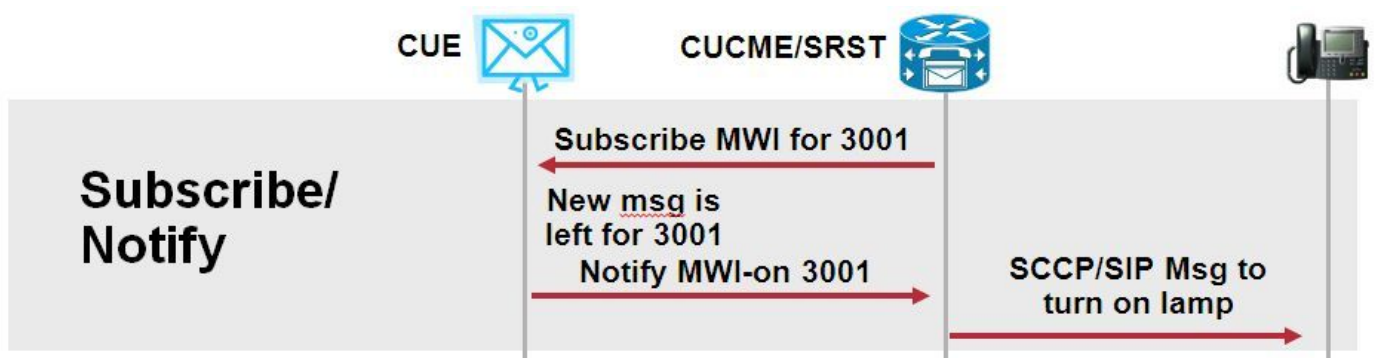 CUE
CUCME/SRST
Subscribe MWI for 3001
Subscribe/
Notify
New msg is
left for 3001
Notify MWI-on 3001
SCCP/SIP Msg to
turn on lamp